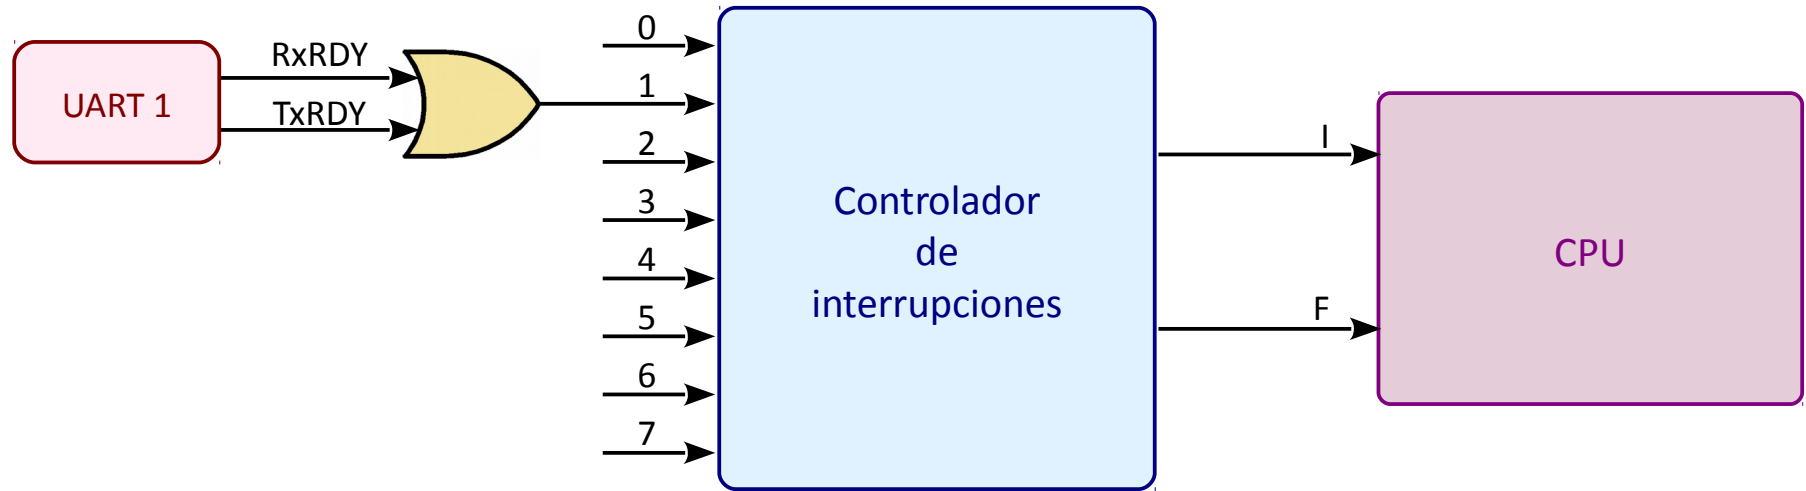 UART 1
RxRDY
TxRDY
0
1
2
3
4
5
6
7
Controlador
de
interrupciones
I
F
CPU